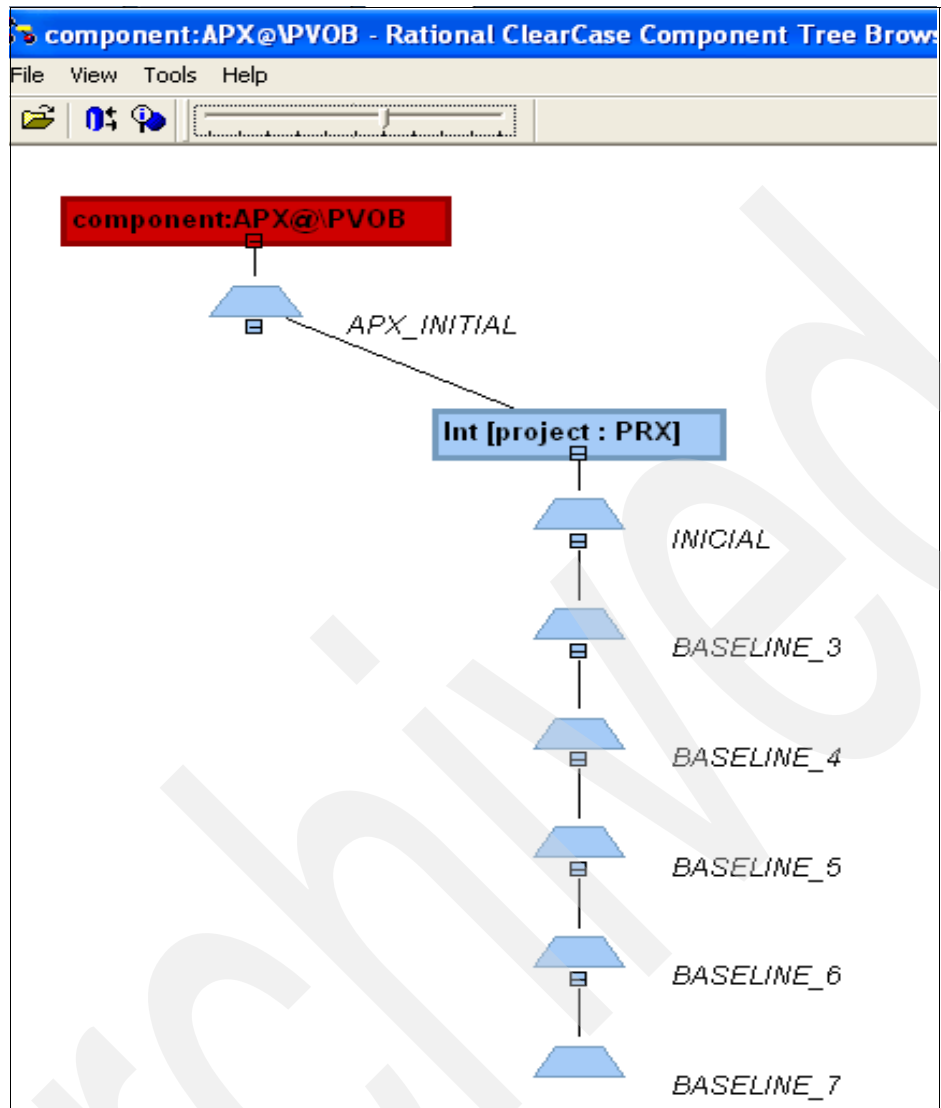 component:APX@\PVOB - Rational ClearCase Component Tree Brows
File View Tools Help
component:APX@\PVOB
APX_INITIAL
Int [project : PRX]
INICIAL
BASELINE_3
BASELINE_4
BASELINE_5
BASELINE_6
BASELINE_7